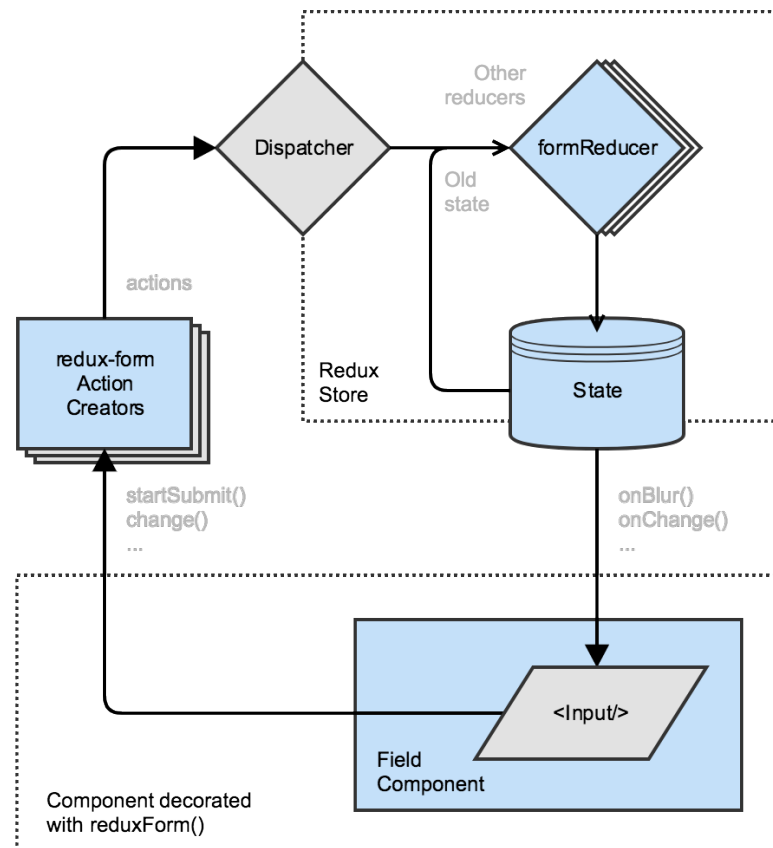 Other
reducers
Dispatcher
formReducer
Old
state
actions
redux-form
Action
Creators
Redux
Store
State
startSubmit()
change()
...
onBlur()
onChange()
...
<Input/>
Field
Component
Component decorated
with reduxForm()